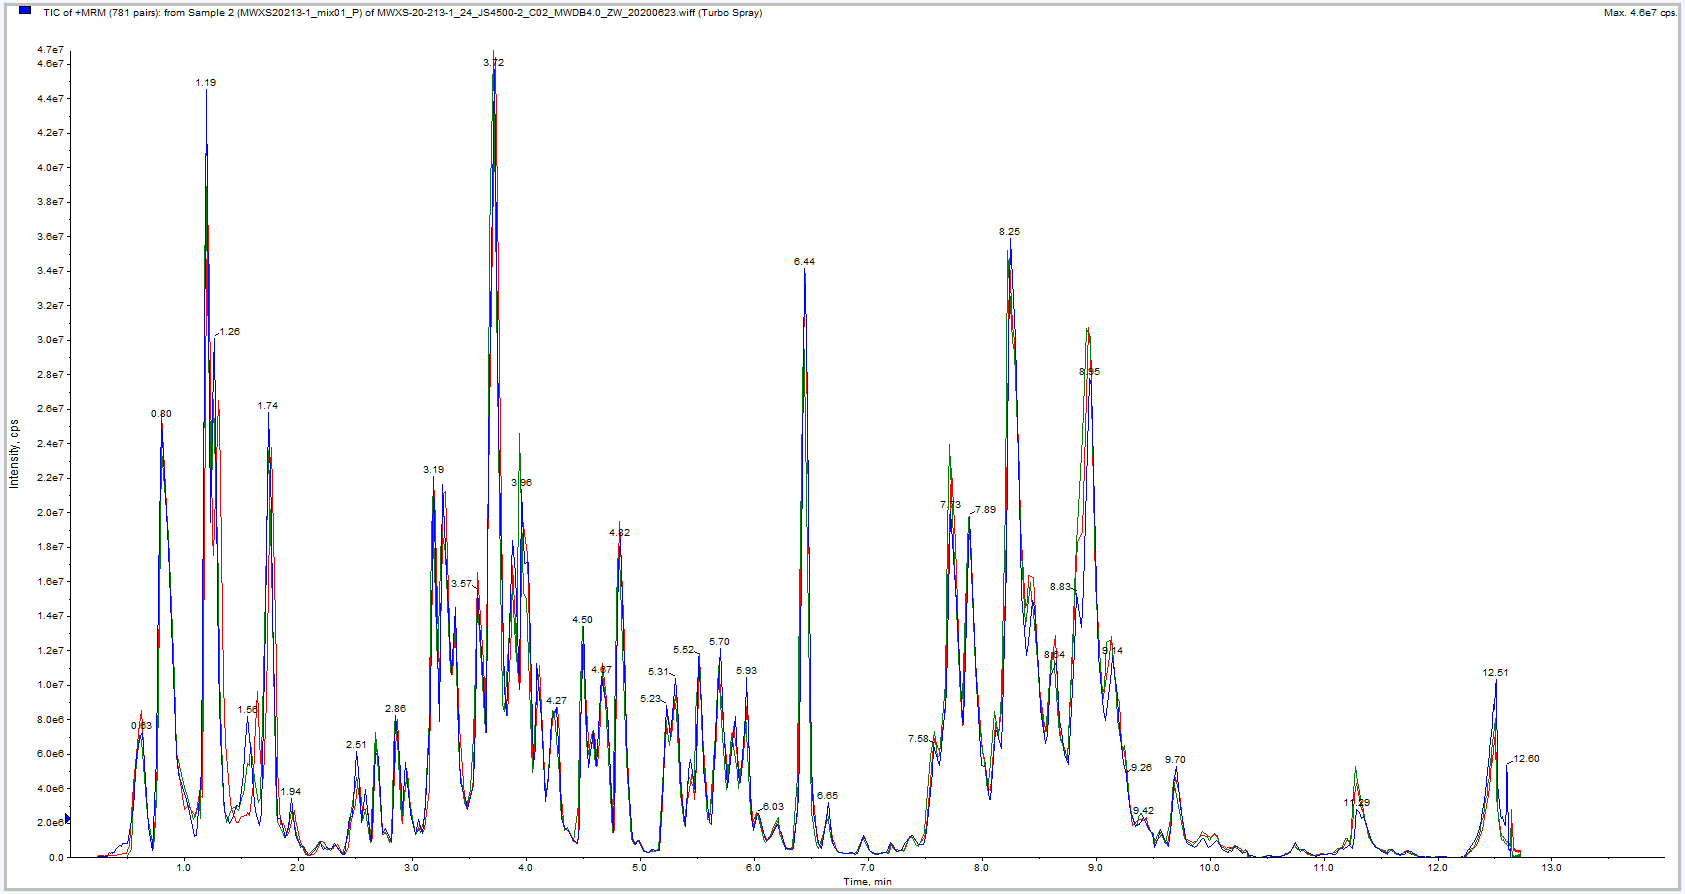 TIC of +MRM (781 pairs): from Sample 2 (MWXS20213-1_mix01_P) of MWXS-20-213-1_24_JS4500-2_C02_MWDB4.0_ZW_20200623.wiff (Turbo Spray)
Max. 4.6e7 cps.
4.7e7
4.6e7
4.4e7
4.2e7
4.0e7
3.8e7
3.6e7
3.4e7
3.2e7
3.0e7
2.8e7
2.6e7
2.4e7
2.2e7
2.0e7
1.8e7
1.6e7
1.4e7
1.2e7
1.0e7
8.0e6
6.0e6
4.0e6
2.0e6
0.0
Intensity, cps
0.63
0.80
1.19
1.26
1.56
1.74
1.94
2.51
2.86
3.19
3.57
3.72
3.96
4.27
4.50
4.67
4.82
5.23
5.31
5.52
5.70
5.93
6.03
6.44
6.65
7.58
7.73
7.89
8.25
8.64
8.83
8.95
9.14
9.26
9.42
9.70
11.29
12.51
12.60
1.0
2.0
3.0
4.0
5.0
6.0
7.0
8.0
9.0
10.0
11.0
12.0
13.0
Time, min